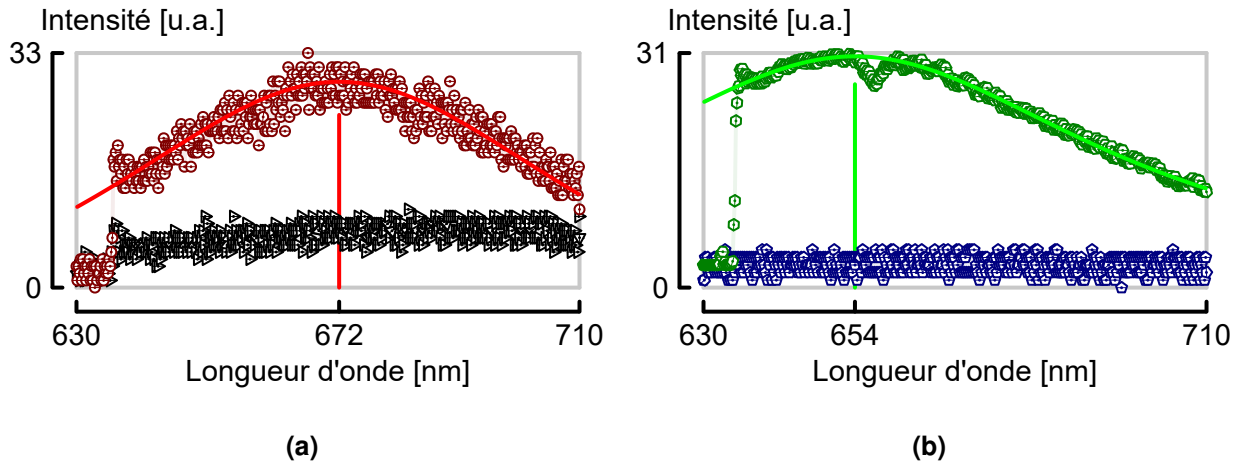 Intensité [u.a.]
33
0
630 672 710
Longueur d'onde [nm]
(a)
Intensité [u.a.]
31
0
630 654 710
Longueur d'onde [nm]
(b)